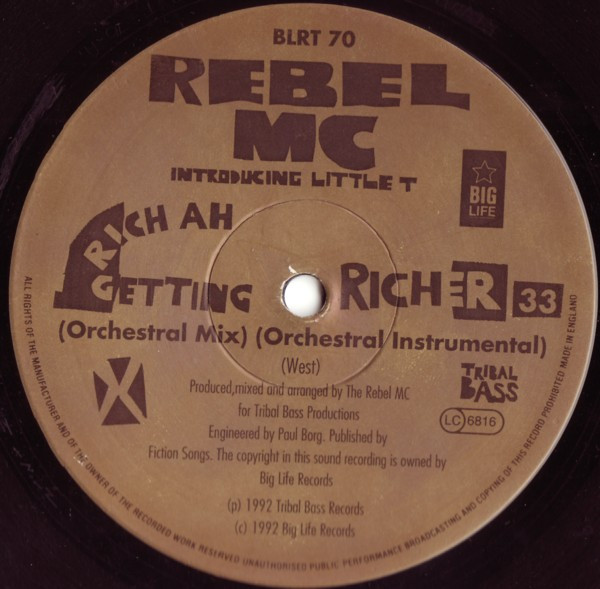 BLRT 70
REBEL
MC
INTRODUCING LITTLE T
BIG
LIFE
RICH AH
GETTING RICHER 33
(Orchestral Mix) (Orchestral Instrumental)
(West)
TRIBAL
BASS
LC 6816
Produced,mixed and arranged by The Rebel MC
for Tribal Bass Productions
Engineered by Paul Borg. Published by
Fiction Songs. The copyright in this sound recording is owned by
Big Life Records
(p) 1992 Tribal Bass Records
(c) 1992 Big Life Records
ALL RIGHTS OF THE MANUFACTURER AND OF THE OWNER OF THE RECORDED WORK RESERVED UNAUTHORISED PUBLIC PERFORMANCE BROADCASTING AND COPYING OF THIS RECORD PROHIBITED MADE IN ENGLAND